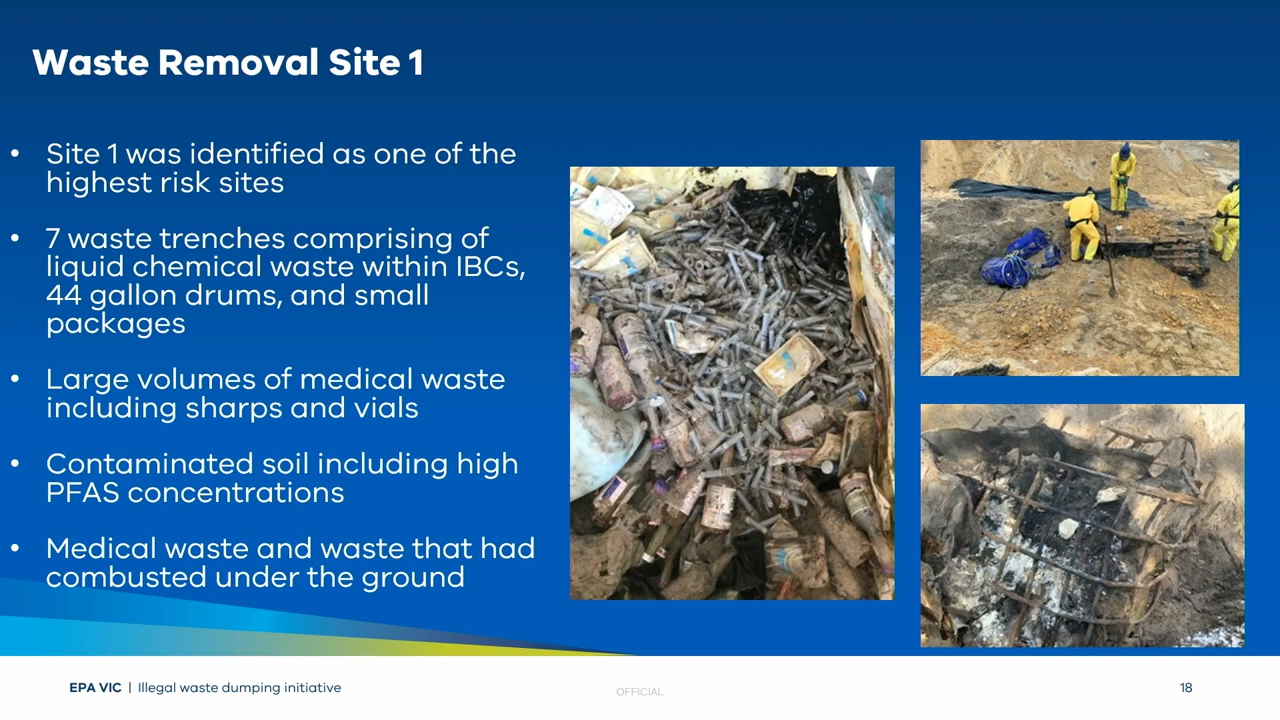 Waste Removal Site 1
• Site 1 was identified as one of the
highest risk sites
• 7 waste trenches comprising of
liquid chemical waste within IBCs,
44 gallon drums, and small
packages
• Large volumes of medical waste
including sharps and vials
• Contaminated soil including high
PFAS concentrations
• Medical waste and waste that had
combusted under the ground
EPA VIC | Illegal waste dumping initiative
OFFICIAL
18